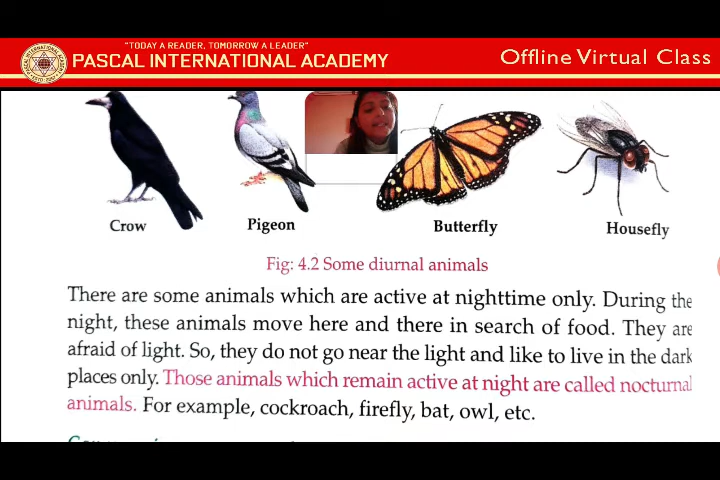 "TODAY A READER, TOMORROW A LEADER"
PASCAL INTERNATIONAL ACADEMY
Offline Virtual Class
Crow
Pigeon
Butterfly
Housefly
Fig: 4.2 Some diurnal animals
There are some animals which are active at nighttime only. During the
night, these animals move here and there in search of food. They are
afraid of light. So, they do not go near the light and like to live in the dark
places only. Those animals which remain active at night are called nocturnal
animals. For example, cockroach, firefly, bat, owl, etc.